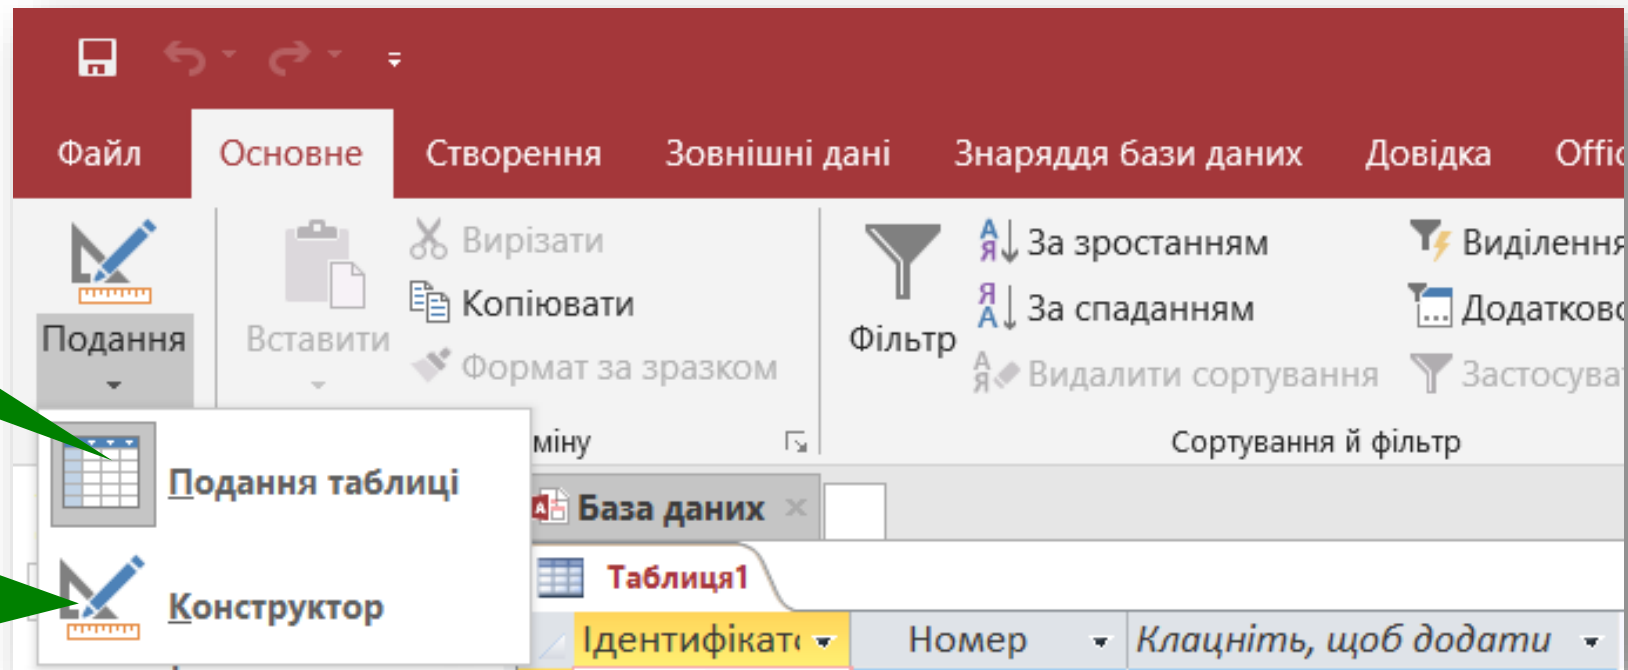 Файл Основне Створення Зовнішні дані Знаряддя бази даних Довідка
Подання
Вставити
Вирізати
Копіювати
Формат за зразком
Фільтр
За зростанням
За спаданням
Видалити сортування
Виділення
Сортування й фільтр
Подання таблиці
Конструктор
База даних
Таблиця1
Номер Клацніть, щоб додати